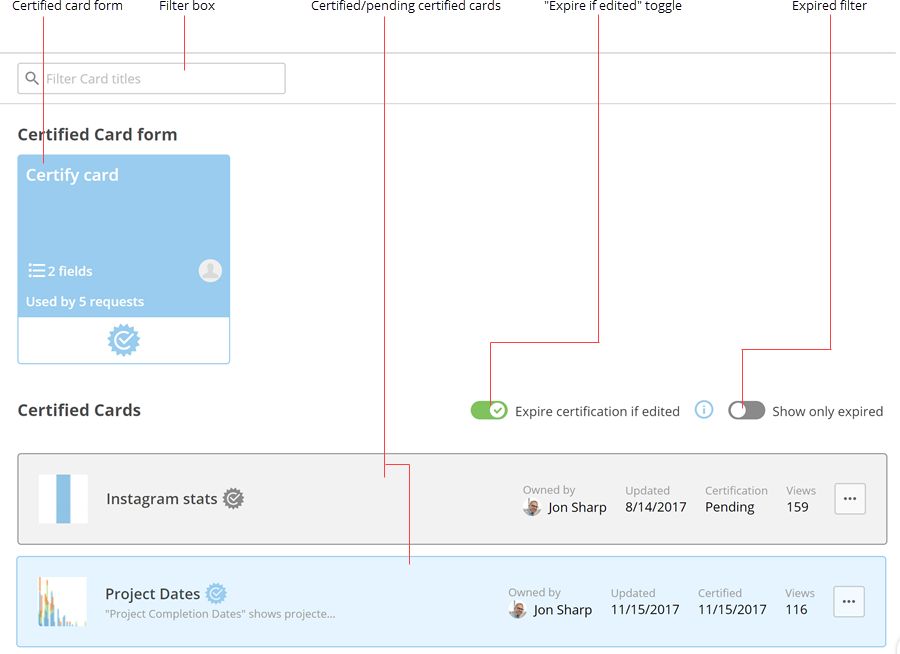 Certified card form Filter box Certified/pending certified cards "Expire if edited" toggle Expired filter
Filter Card titles
Certified Card form
Certify card
2 fields
Used by 5 requests
Certified Cards Expire certification if edited i Show only expired
Instagram stats
Owned by Updated Certification Views
Jon Sharp 8/14/2017 Pending 159
Project Dates
"Project Completion Dates" shows projecte...
Owned by Updated Certified Views
Jon Sharp 11/15/2017 11/15/2017 116